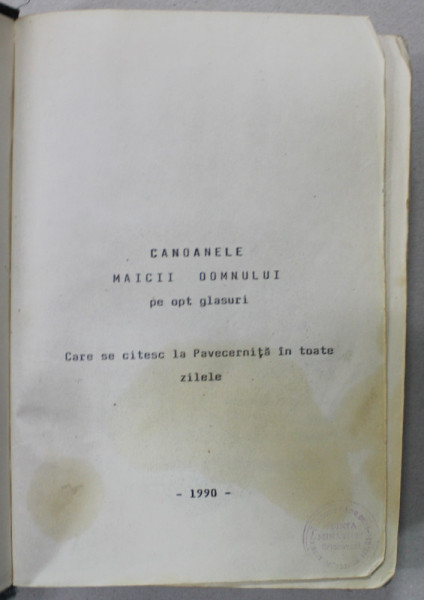 CANOANELE
MAICII DOMNULUI
pe opt glasuri
Care se citesc la Pavecerniţă în toate
zilele
- 1990 -